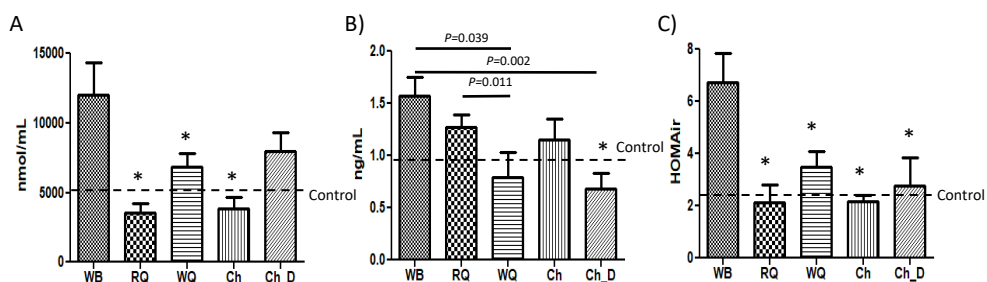 A
15000
10000
5000
0
nmol/mL
*
*
*
Control
WB RQ WQ Ch Ch_D
B)
2.0
1.5
1.0
0.5
0.0
ng/mL
P=0.039
P=0.002
P=0.011
* Control
WB RQ WQ Ch Ch_D
C)
8
6
4
2
0
HOMAir
*
*
*
*
Control
WB RQ WQ Ch Ch_D